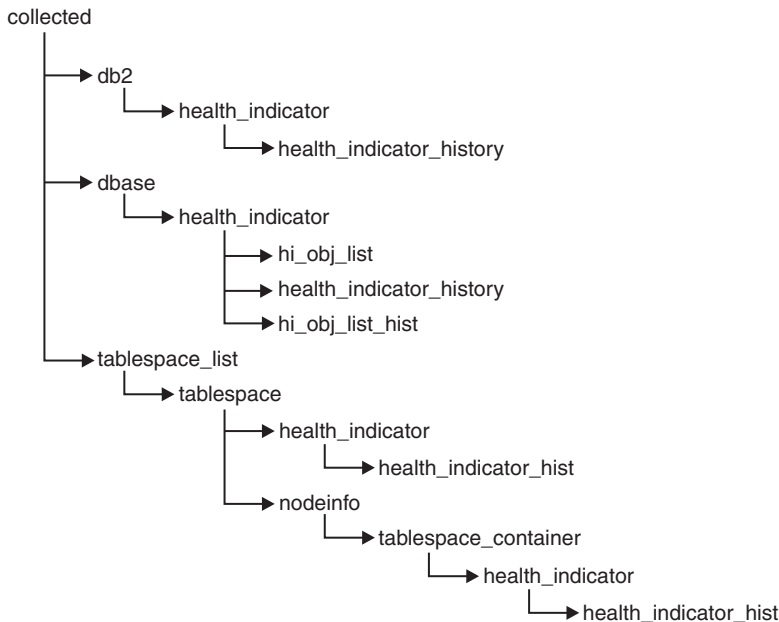 collected
db2
health_indicator
health_indicator_history
dbase
health_indicator
hi_obj_list
health_indicator_history
hi_obj_list_hist
tablespace_list
tablespace
health_indicator
health_indicator_hist
nodeinfo
tablespace_container
health_indicator
health_indicator_hist